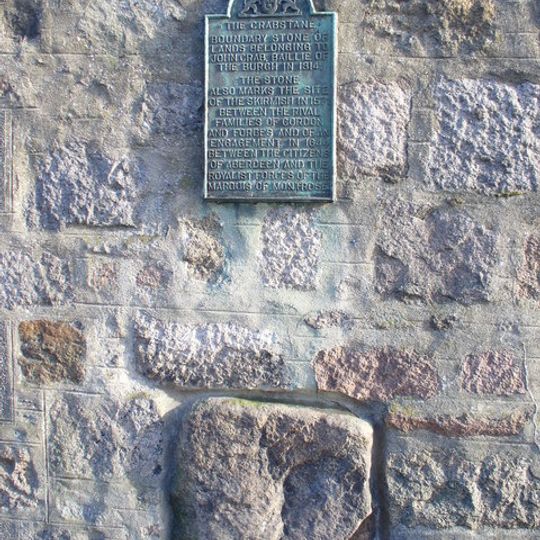 THE CRABSTANE
BOUNDARY STONE OF
LANDS BELONGING TO
JOHN CRAB, BAILLIE OF
THE BURGH IN 1314
THE STONE
ALSO MARKS THE SITE
OF THE SKIRMISH IN
BETWEEN THE RIVAL
FAMILIES OF GORDON
AND FORBES AND OF AN
ENGAGEMENT, IN
BETWEEN THE CITIZENS
OF ABERDEEN AND THE
ROYALIST FORCES OF THE
MARQUIS OF MONTROSE